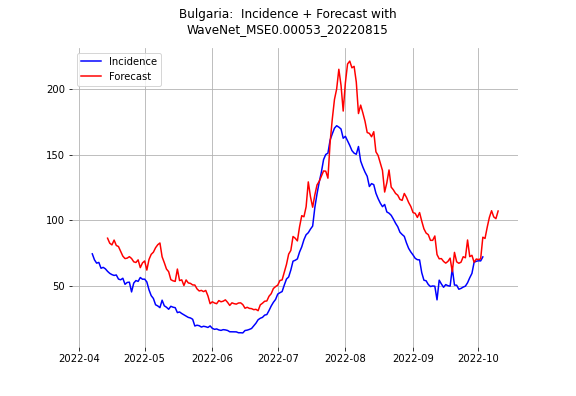 Bulgaria:  Incidence + Forecast with
WaveNet_MSE0.00053_20220815
Incidence
Forecast
200
150
100
50
2022-04 2022-05 2022-06 2022-07 2022-08 2022-09 2022-10